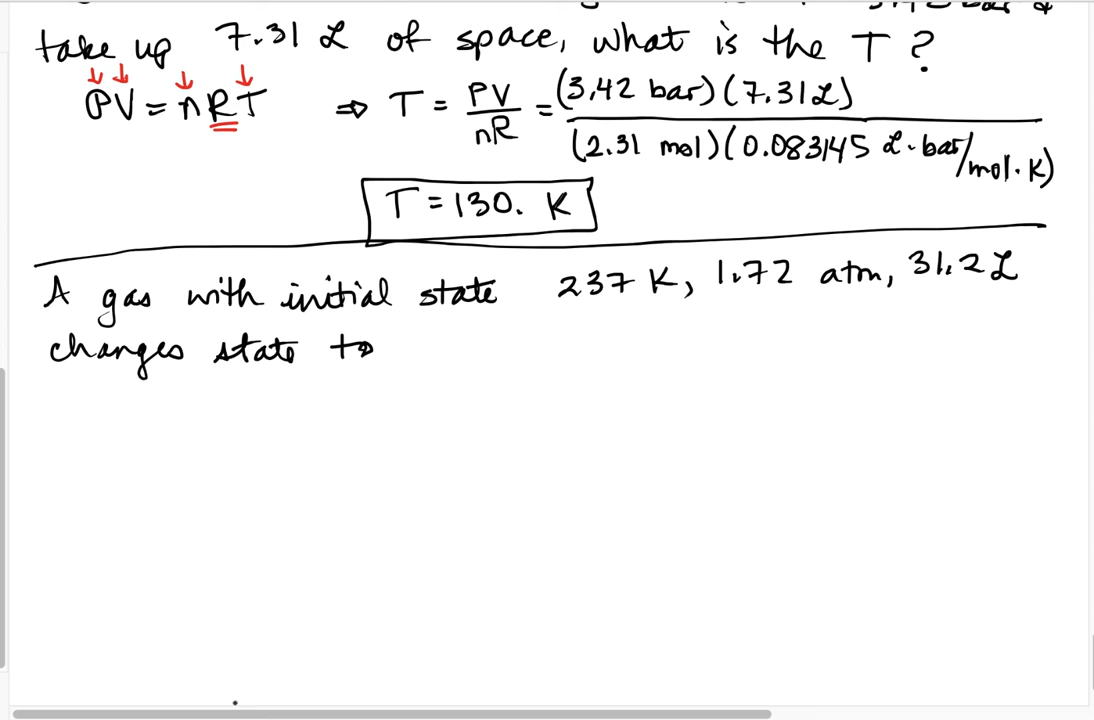 take up 7.31 L of space, what is the T ?
PV = nRT ⇒ T = PV/nR = (3.42 bar)(7.31 L)/(2.31 mol)(0.083145 L·bar/mol·K)
T = 130. K
A gas with initial state 237 K, 1.72 atm, 31.2 L
changes state to